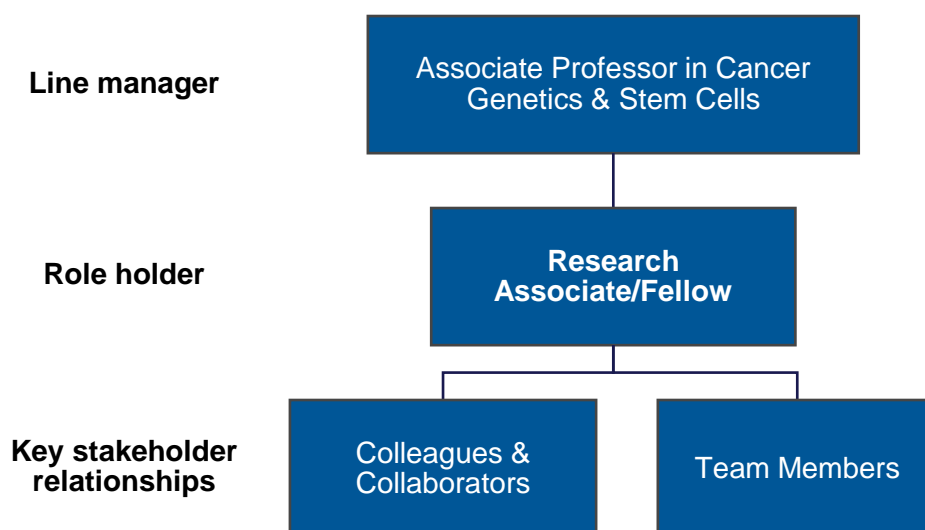 Line manager
Associate Professor in Cancer
Genetics & Stem Cells
Role holder
Research
Associate/Fellow
Key stakeholder
relationships
Colleagues &
Collaborators
Team Members